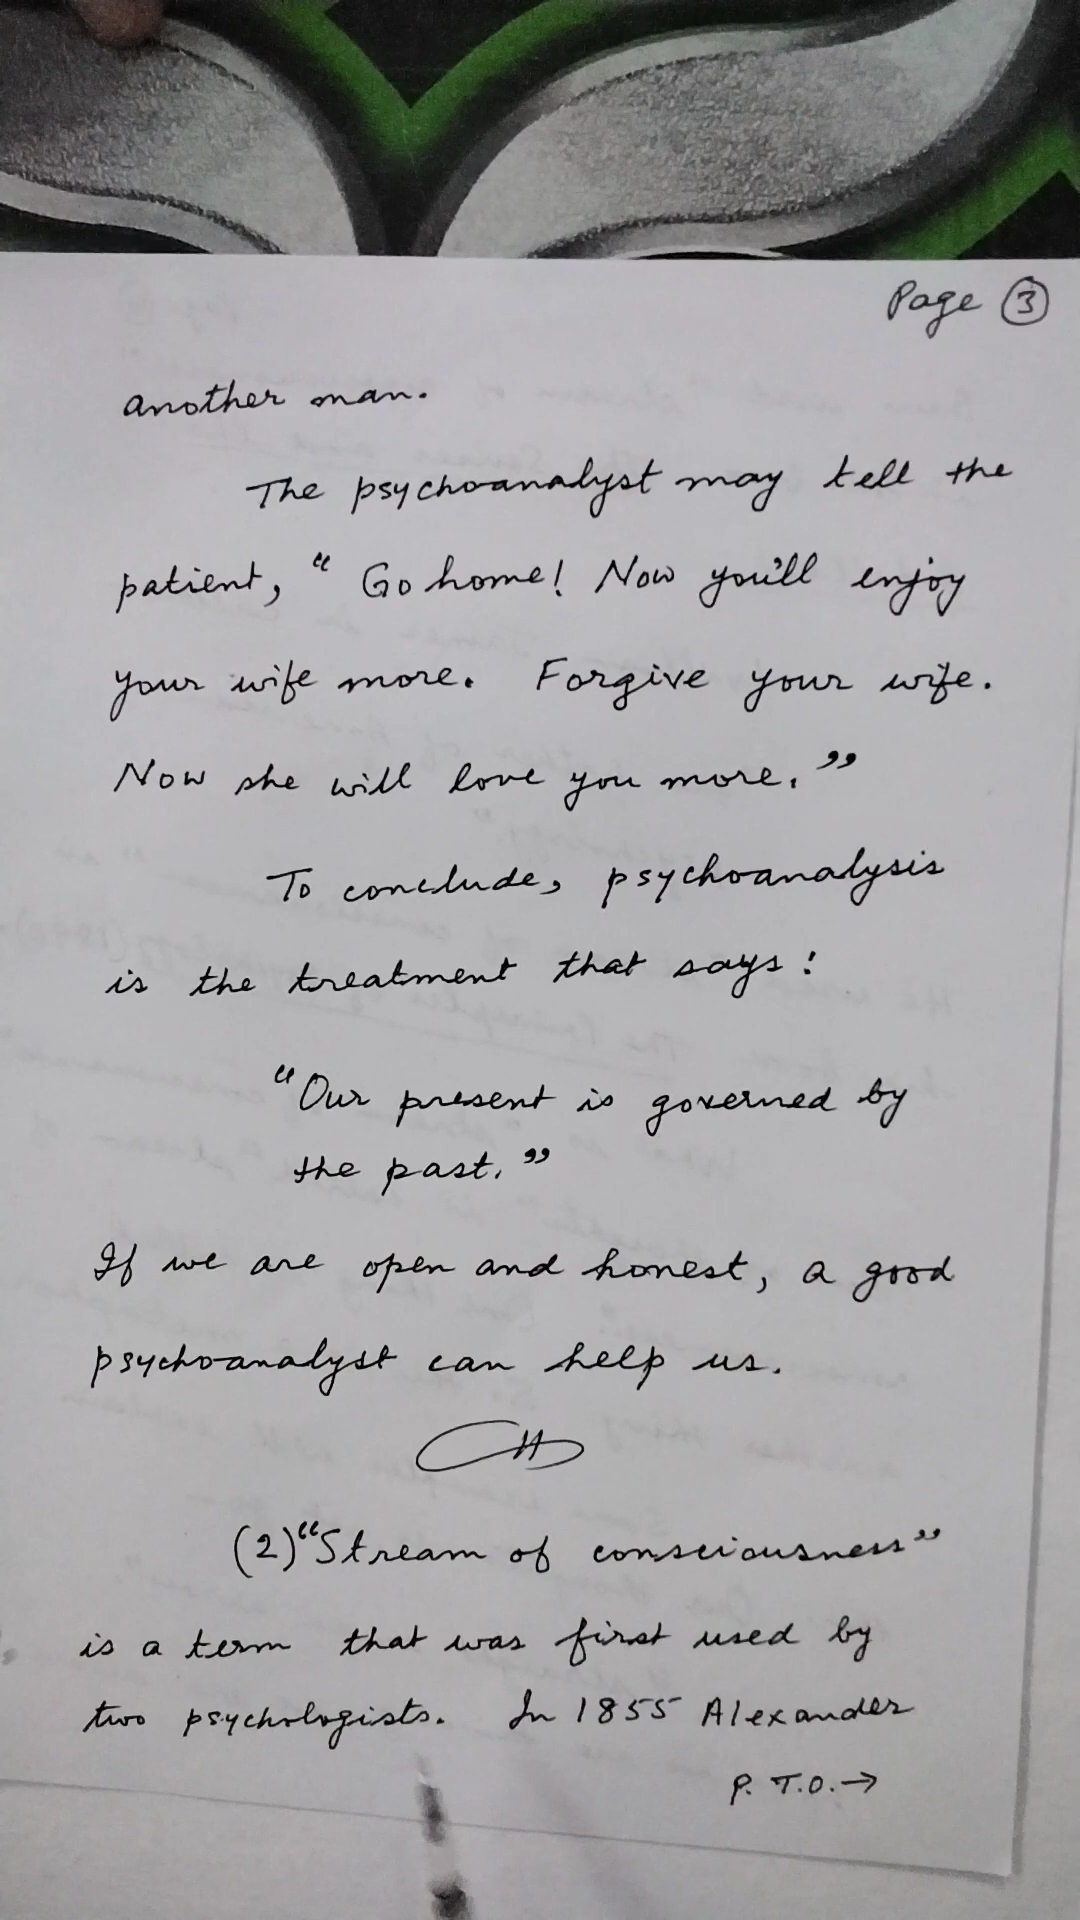 Page 3
another man.
The psychoanalyst may tell the
patient, "Go home! Now you'll enjoy
your wife more. Forgive your wife.
Now she will love you more."
To conclude, psychoanalysis
is the treatment that says:
"Our present is governed by
the past."
If we are open and honest, a good
psychoanalyst can help us.
(2) "Stream of consciousness"
is a term that was first used by
two psychologists. In 1855 Alexander
P. T.O. →